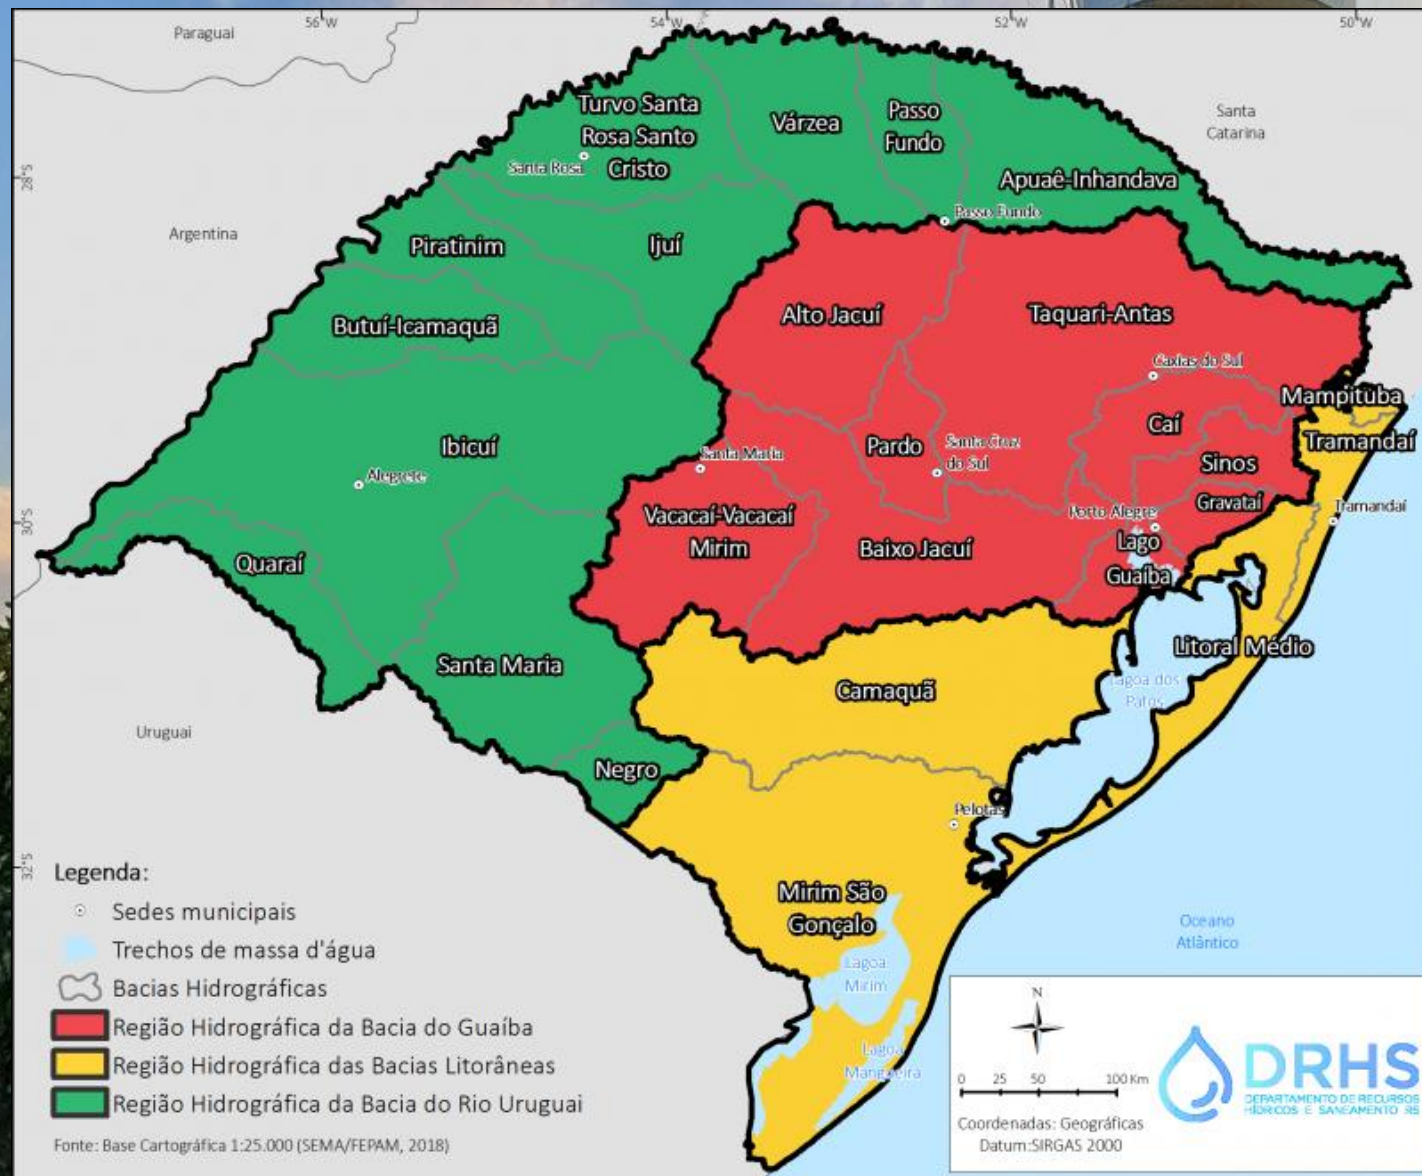 56°W
54°W
52°W
50°W
28°S
30°S
32°S
Paraguai
Argentina
Uruguai
Santa
Catarina
Turvo Santa
Rosa Santo
Cristo
Santa Rosa
Várzea
Passo
Fundo
Apuaê-Inhandava
Passo Fundo
Piratinim
Ijuí
Butuí-Icamaquã
Alto Jacuí
Taquari-Antas
Caxias do Sul
Mampituba
Caí
Tramandaí
Ibicuí
Pardo
Santa Cruz
do Sul
Santa Maria
Sinos
Alegrete
Gravataí
Vacacaí-Vacacaí
Mirim
Porto Alegre
Tramandaí
Baixo Jacuí
Lago
Guaíba
Quaraí
Santa Maria
Litoral Médio
Camaquã
Lagoa dos
Patos
Negro
Pelotas
Mirim São
Gonçalo
Lagoa
Mirim
Lagoa
Mangueira
Oceano
Atlântico
Legenda:
Sedes municipais
Trechos de massa d'água
Bacias Hidrográficas
Região Hidrográfica da Bacia do Guaíba
Região Hidrográfica das Bacias Litorâneas
Região Hidrográfica da Bacia do Rio Uruguai
Fonte: Base Cartográfica 1:25.000 (SEMA/FEPAM, 2018)
N
0 25 50 100 Km
Coordenadas: Geográficas
Datum:SIRGAS 2000
DRHS
DEPARTAMENTO DE RECURSOS
HÍDRICOS E SANEAMENTO RS